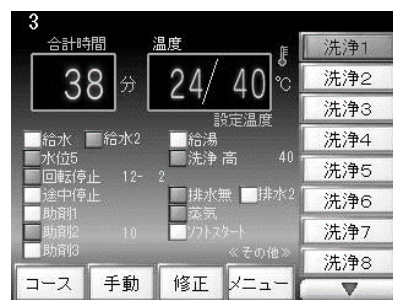 3
合計時間 温度
38 分 24/ 40 ℃
設定温度
給水 給水2 給湯
水位5 洗浄 高 40
回転停止 12- 2
途中停止 排水無 排水2
助剤1 蒸気
助剤2 10 ソフトスタート
助剤3 ≪その他≫
コース 手動 修正 メニュー
洗浄1
洗浄2
洗浄3
洗浄4
洗浄5
洗浄6
洗浄7
洗浄8
▼